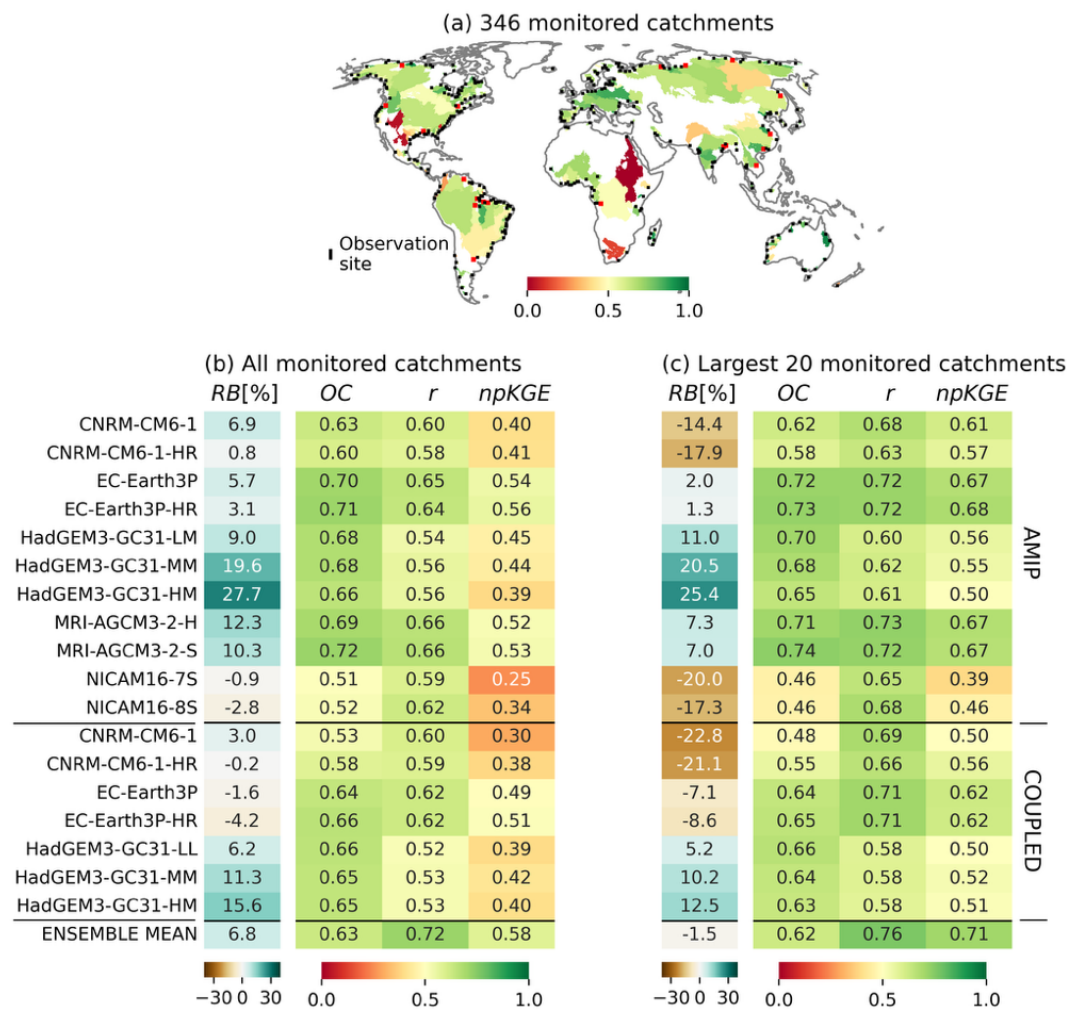 (a) 346 monitored catchments
Observation
site
0.0 0.5 1.0
(b) All monitored catchments
RB[%] OC r npKGE
CNRM-CM6-1 6.9 0.63 0.60 0.40
CNRM-CM6-1-HR 0.8 0.60 0.58 0.41
EC-Earth3P 5.7 0.70 0.65 0.54
EC-Earth3P-HR 3.1 0.71 0.64 0.56
HadGEM3-GC31-LM 9.0 0.68 0.54 0.45
HadGEM3-GC31-MM 19.6 0.68 0.56 0.44
HadGEM3-GC31-HM 27.7 0.66 0.56 0.39
MRI-AGCM3-2-H 12.3 0.69 0.66 0.52
MRI-AGCM3-2-S 10.3 0.72 0.66 0.53
NICAM16-7S -0.9 0.51 0.59 0.25
NICAM16-8S -2.8 0.52 0.62 0.34
CNRM-CM6-1 3.0 0.53 0.60 0.30
CNRM-CM6-1-HR -0.2 0.58 0.59 0.38
EC-Earth3P -1.6 0.64 0.62 0.49
EC-Earth3P-HR -4.2 0.66 0.62 0.51
HadGEM3-GC31-LL 6.2 0.66 0.52 0.39
HadGEM3-GC31-MM 11.3 0.65 0.53 0.42
HadGEM3-GC31-HM 15.6 0.65 0.53 0.40
ENSEMBLE MEAN 6.8 0.63 0.72 0.58
−30 0 30 0.0 0.5 1.0
(c) Largest 20 monitored catchments
RB[%] OC r npKGE
-14.4 0.62 0.68 0.61
-17.9 0.58 0.63 0.57
2.0 0.72 0.72 0.67
1.3 0.73 0.72 0.68
11.0 0.70 0.60 0.56
20.5 0.68 0.62 0.55
25.4 0.65 0.61 0.50
7.3 0.71 0.73 0.67
7.0 0.74 0.72 0.67
-20.0 0.46 0.65 0.39
-17.3 0.46 0.68 0.46
-22.8 0.48 0.69 0.50
-21.1 0.55 0.66 0.56
-7.1 0.64 0.71 0.62
-8.6 0.65 0.71 0.62
5.2 0.66 0.58 0.50
10.2 0.64 0.58 0.52
12.5 0.63 0.58 0.51
-1.5 0.62 0.76 0.71
−30 0 30 0.0 0.5 1.0
AMIP
COUPLED